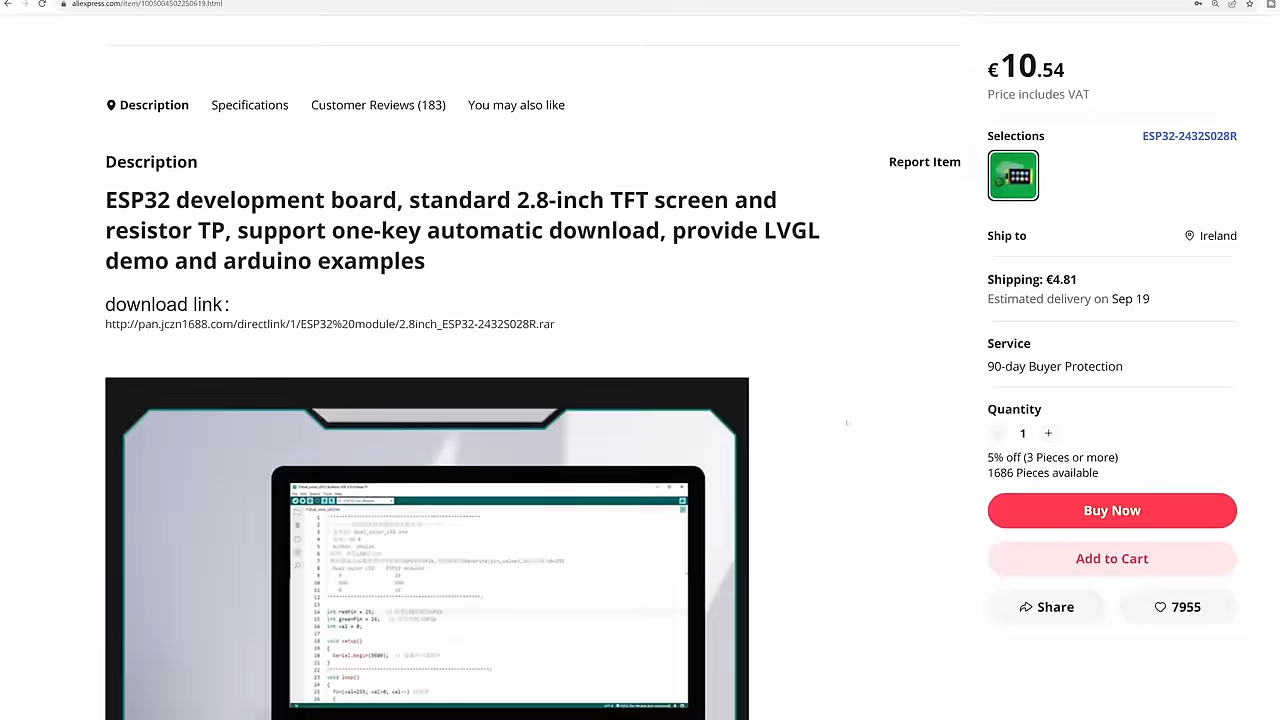 aliexpress.com/item/1005004502250619.html
Description
Specifications
Customer Reviews (183)
You may also like
Description
Report Item
ESP32 development board, standard 2.8-inch TFT screen and
resistor TP, support one-key automatic download, provide LVGL
demo and arduino examples
download link:
http://pan.jczn1688.com/directlink/1/ESP32%20module/2.8inch_ESP32-2432S028R.rar
int redPin = 25;
int greenPin = 26;
int val = 0;
void setup()
{
Serial.begin(9600);
}
void loop()
{
€10.54
Price includes VAT
Selections
ESP32-2432S028R
Ship to
Ireland
Shipping: €4.81
Estimated delivery on Sep 19
Service
90-day Buyer Protection
Quantity
1 +
5% off (3 Pieces or more)
1686 Pieces available
Buy Now
Add to Cart
Share
7955